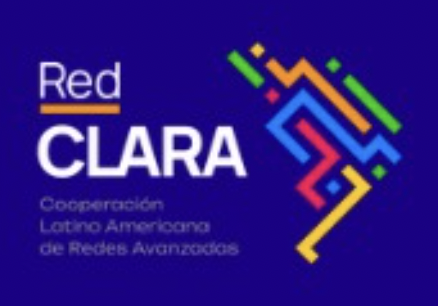 Red
CLARA
Cooperación
Latino Americana
de Redes Avanzadas